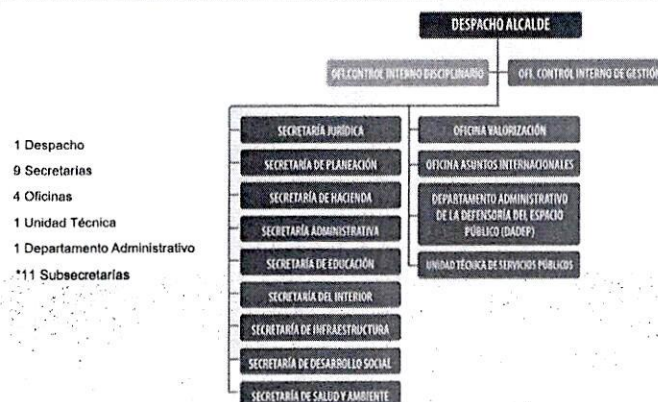 DESPACHO ALCALDE
OFI.CONTROL INTERNO DISCIPLINARIO
OFI. CONTROL INTERNO DE GESTIÓN
1 Despacho
9 Secretarias
4 Oficinas
1 Unidad Técnica
1 Departamento Administrativo
*11 Subsecretarías
SECRETARÍA JURÍDICA
SECRETARÍA DE PLANEACIÓN
SECRETARÍA DE HACIENDA
SECRETARÍA ADMINISTRATIVA
SECRETARÍA DE EDUCACIÓN
SECRETARÍA DEL INTERIOR
SECRETARÍA DE INFRAESTRUCTURA
SECRETARÍA DE DESARROLLO SOCIAL
SECRETARÍA DE SALUD Y AMBIENTE
OFICINA VALORIZACIÓN
OFICINA ASUNTOS INTERNACIONALES
DEPARTAMENTO ADMINISTRATIVO
DE LA DEFENSORÍA DEL ESPACIO
PÚBLICO (DADEP)
UNIDAD TÉCNICA DE SERVICIOS PÚBLICOS